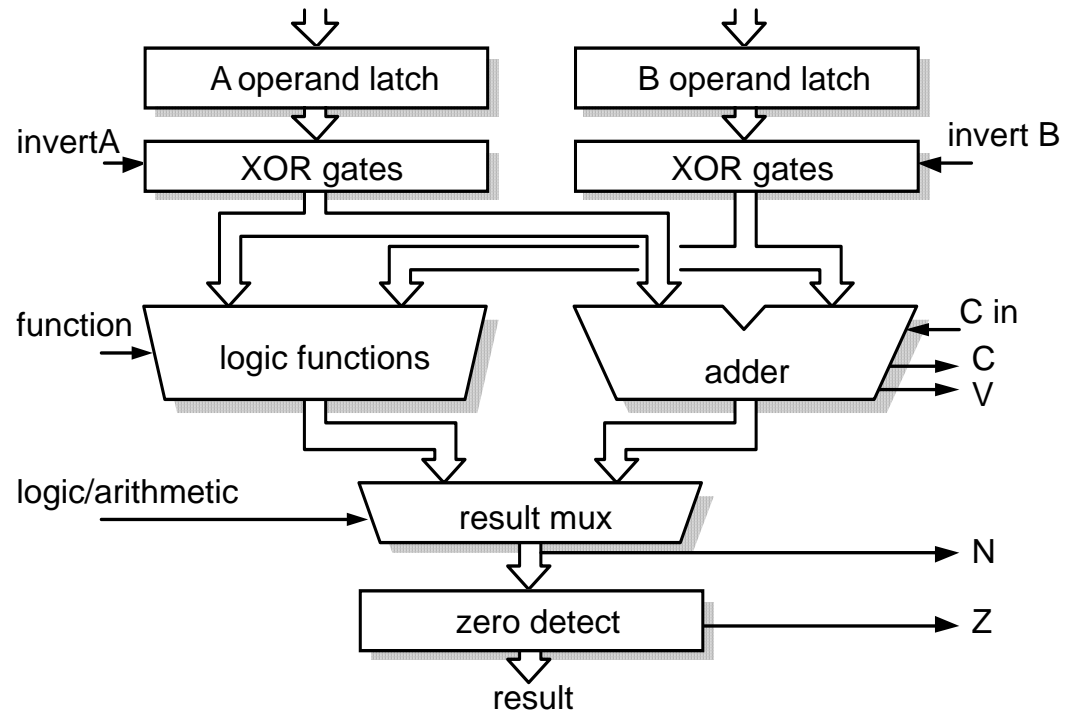 A operand latch
B operand latch
invertA
invert B
XOR gates
XOR gates
function
C in
logic functions
adder
C
V
logic/arithmetic
result mux
N
zero detect
Z
result